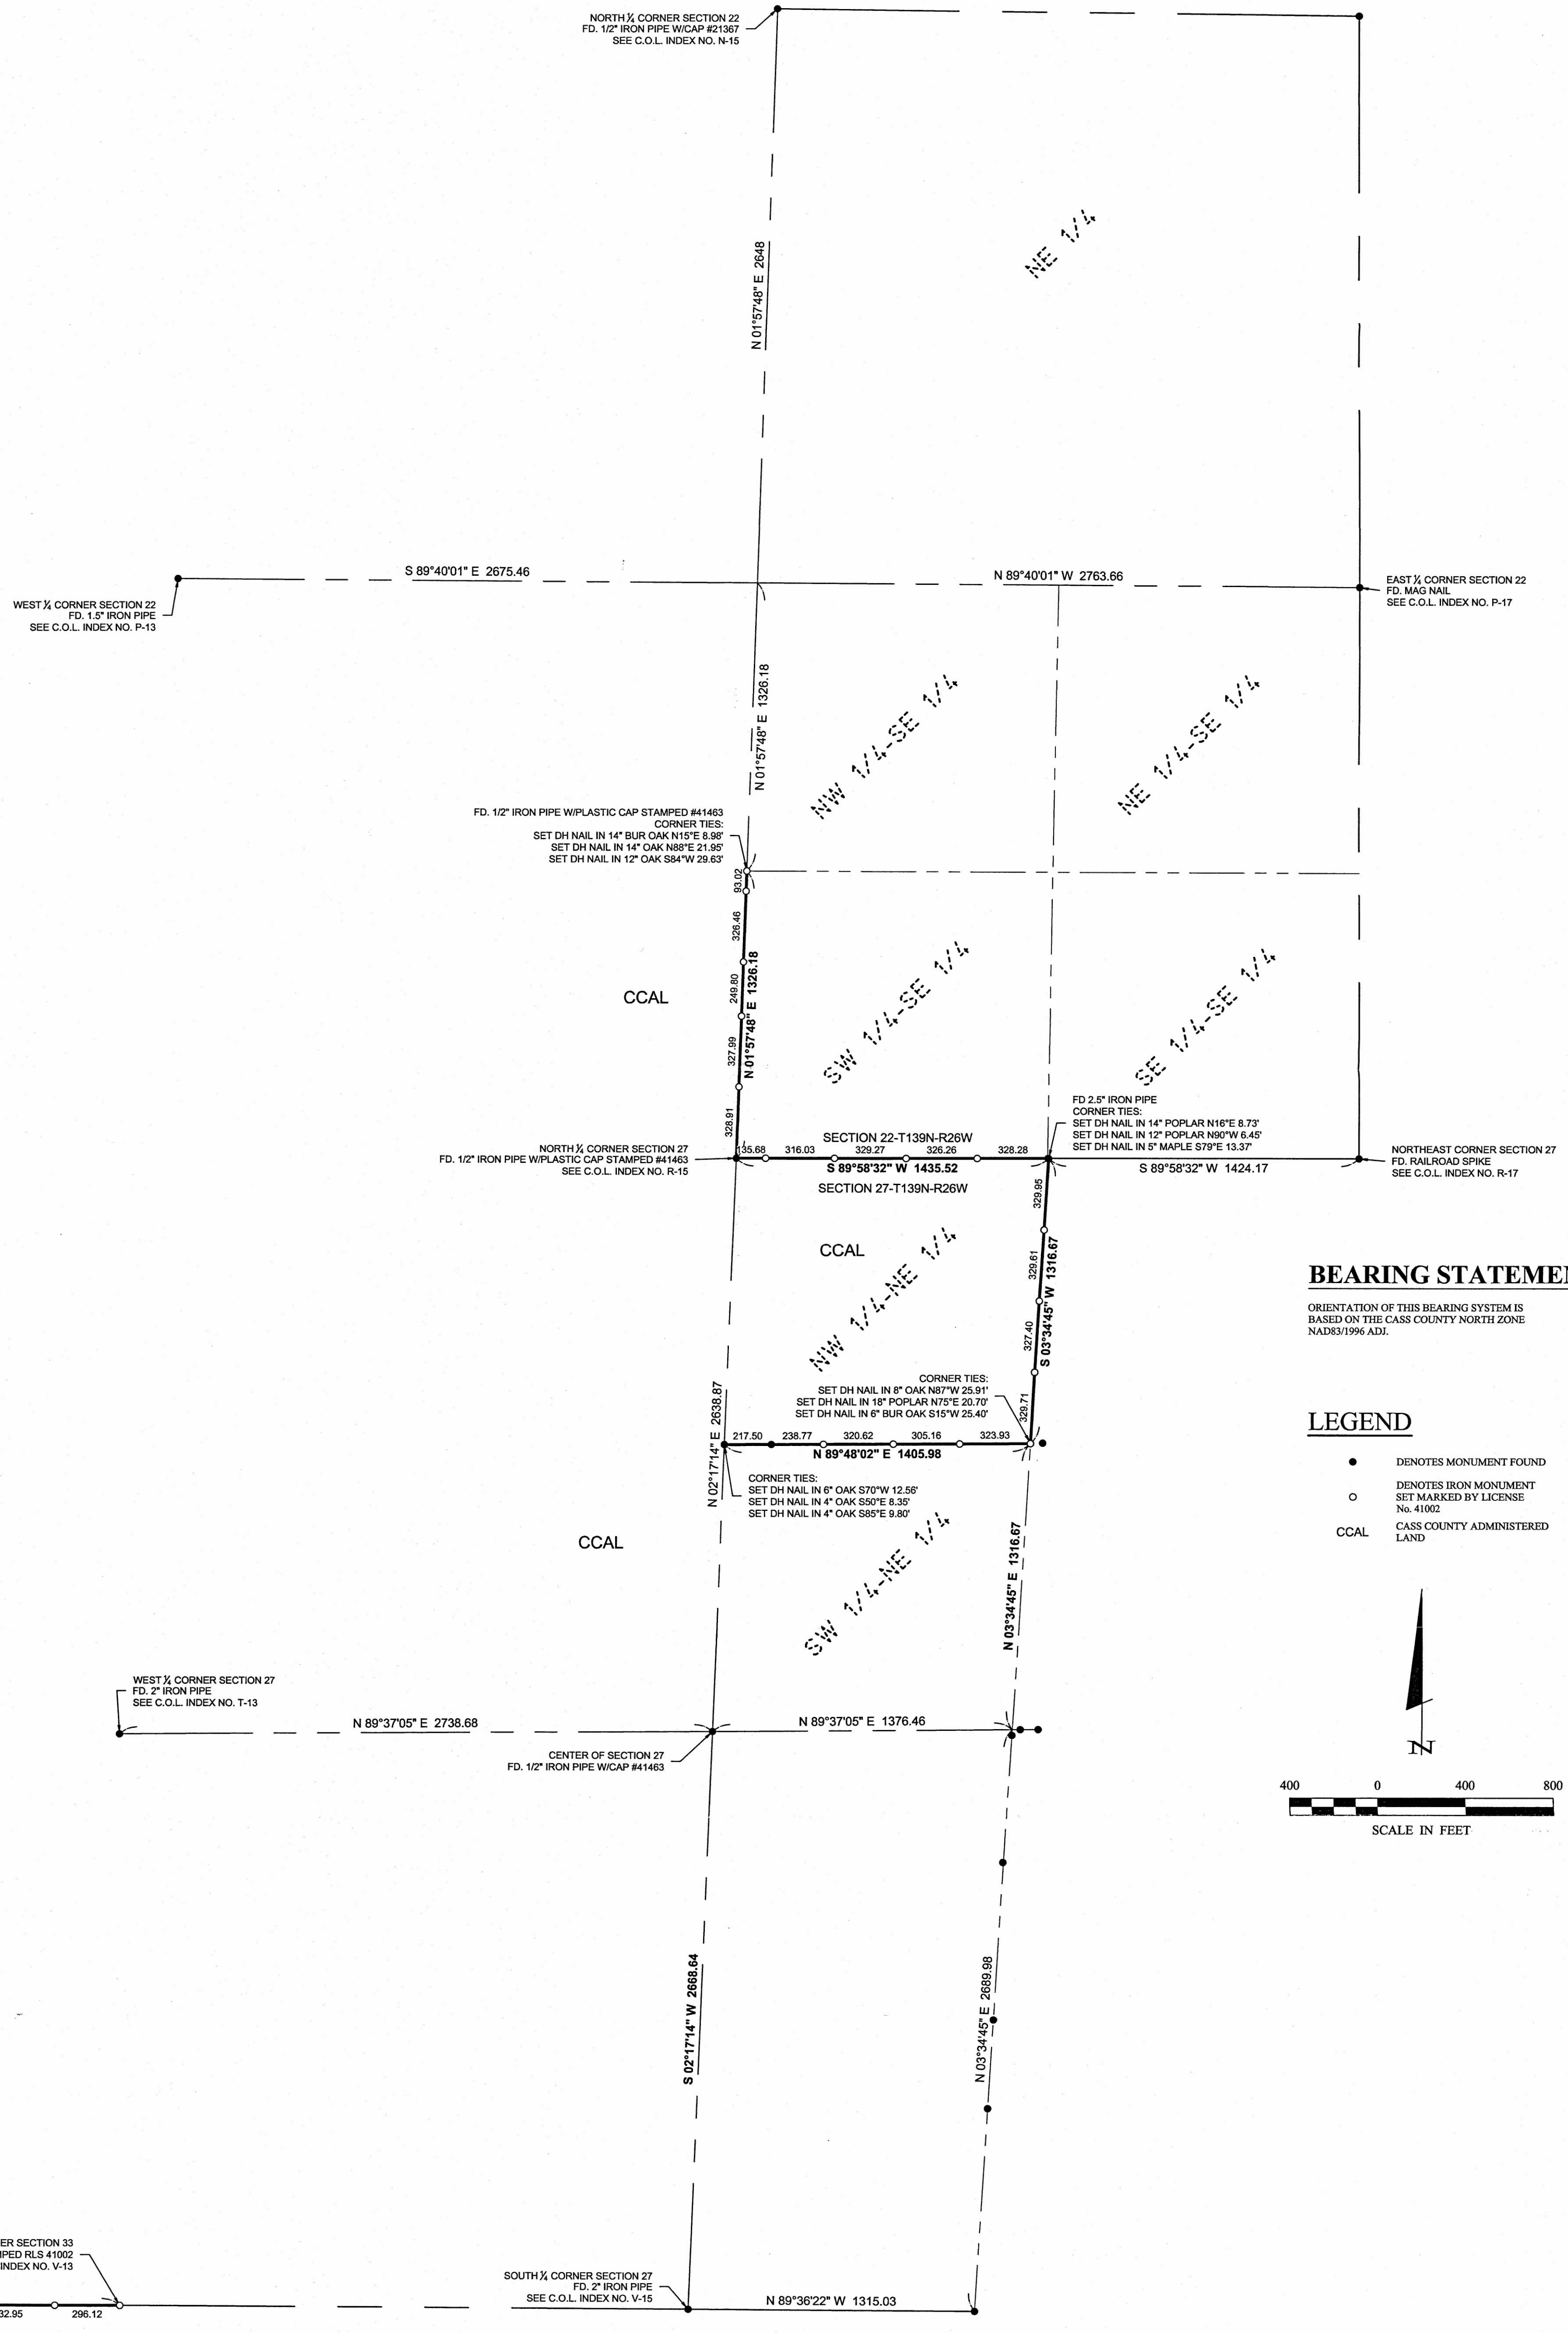 NORTH ¼ CORNER SECTION 22
FD. 1/2" IRON PIPE W/CAP #21367
SEE C.O.L. INDEX NO. N-15
N 01°57'48" E 2648
NE 1/4
S 89°40'01" E 2675.46
N 89°40'01" W 2763.66
WEST ¼ CORNER SECTION 22
FD. 1.5" IRON PIPE
SEE C.O.L. INDEX NO. P-13
EAST ¼ CORNER SECTION 22
FD. MAG NAIL
SEE C.O.L. INDEX NO. P-17
N 01°57'48" E 1326.18
NW 1/4-SE 1/4
NE 1/4-SE 1/4
FD. 1/2" IRON PIPE W/PLASTIC CAP STAMPED #41463
CORNER TIES:
SET DH NAIL IN 14" BUR OAK N15°E 8.98'
SET DH NAIL IN 14" OAK N88°E 21.95'
SET DH NAIL IN 12" OAK S84°W 29.63'
93.02
326.46
249.80
327.99
328.91
N 01°57'48" E 1326.18
CCAL
SW 1/4-SE 1/4
SE 1/4-SE 1/4
FD 2.5" IRON PIPE
CORNER TIES:
SET DH NAIL IN 14" POPLAR N16°E 8.73'
SET DH NAIL IN 12" POPLAR N90°W 6.45'
SET DH NAIL IN 5" MAPLE S79°E 13.37'
NORTH ¼ CORNER SECTION 27
FD. 1/2" IRON PIPE W/PLASTIC CAP STAMPED #41463
SEE C.O.L. INDEX NO. R-15
SECTION 22-T139N-R26W
135.68 316.03 329.27 326.26 328.28
S 89°58'32" W 1435.52
S 89°58'32" W 1424.17
NORTHEAST CORNER SECTION 27
FD. RAILROAD SPIKE
SEE C.O.L. INDEX NO. R-17
SECTION 27-T139N-R26W
CCAL
NW 1/4-NE 1/4
329.95
329.61
327.40
329.71
S 03°34'45" W 1316.67
BEARING STATEME
ORIENTATION OF THIS BEARING SYSTEM IS
BASED ON THE CASS COUNTY NORTH ZONE
NAD83/1996 ADJ.
CORNER TIES:
SET DH NAIL IN 8" OAK N87°W 25.91'
SET DH NAIL IN 18" POPLAR N75°E 20.70'
SET DH NAIL IN 6" BUR OAK S15°W 25.40'
N 02°17'14" E 2638.87
217.50 238.77 320.62 305.16 323.93
N 89°48'02" E 1405.98
CORNER TIES:
SET DH NAIL IN 6" OAK S70°W 12.56'
SET DH NAIL IN 4" OAK S50°E 8.35'
SET DH NAIL IN 4" OAK S85°E 9.80'
LEGEND
DENOTES MONUMENT FOUND
DENOTES IRON MONUMENT
SET MARKED BY LICENSE
No. 41002
CCAL CASS COUNTY ADMINISTERED
LAND
CCAL
SW 1/4-NE 1/4
N 03°34'45" E 1316.67
WEST ¼ CORNER SECTION 27
FD. 2" IRON PIPE
SEE C.O.L. INDEX NO. T-13
N 89°37'05" E 2738.68
N 89°37'05" E 1376.46
CENTER OF SECTION 27
FD. 1/2" IRON PIPE W/CAP #41463
N
400 0 400 800
SCALE IN FEET
S 02°17'14" W 2668.64
N 03°34'45" E 2689.98
ER SECTION 33
IPED RLS 41002
INDEX NO. V-13
32.95 296.12
SOUTH ¼ CORNER SECTION 27
FD. 2" IRON PIPE
SEE C.O.L. INDEX NO. V-15
N 89°36'22" W 1315.03